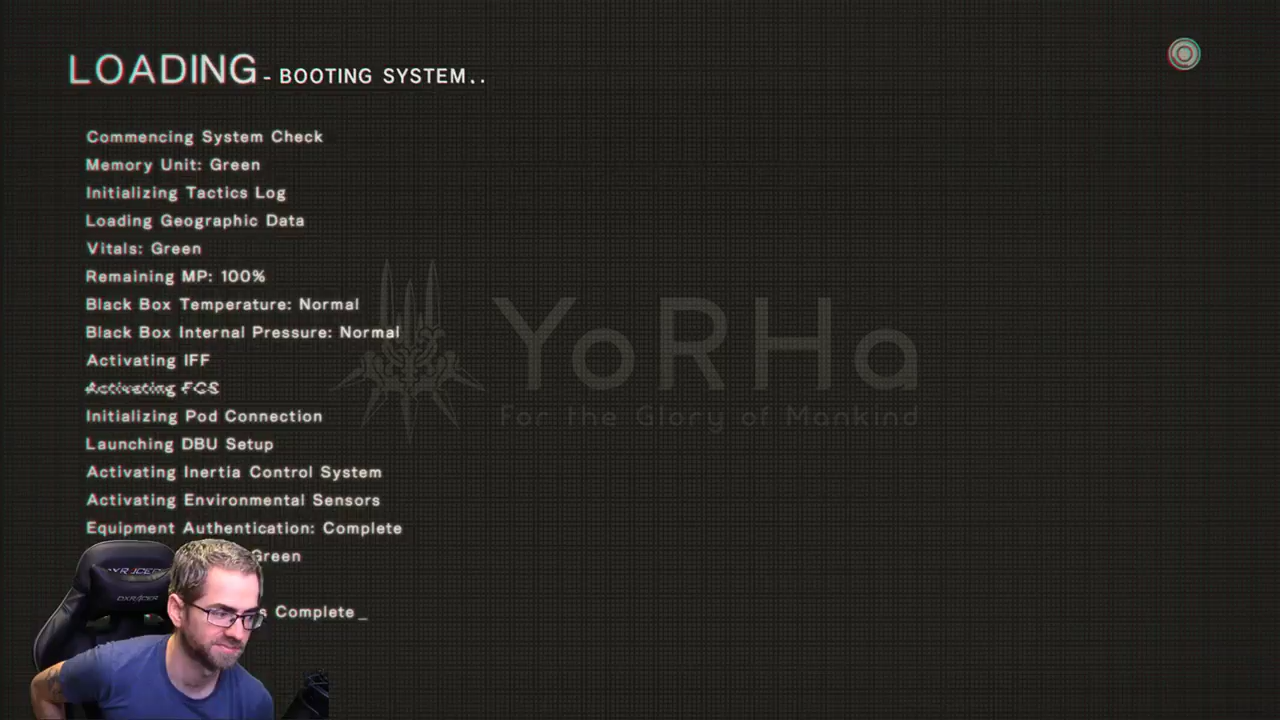 LOADING - BOOTING SYSTEM..
Commencing System Check
Memory Unit: Green
Initializing Tactics Log
Loading Geographic Data
Vitals: Green
Remaining MP: 100%
Black Box Temperature: Normal
Black Box Internal Pressure: Normal
Activating IFF
Activating FCS
Initializing Pod Connection
Launching DBU Setup
Activating Inertia Control System
Activating Environmental Sensors
Equipment Authentication: Complete
Green
Complete _
YoRHa
For the Glory of Mankind
DXRACER